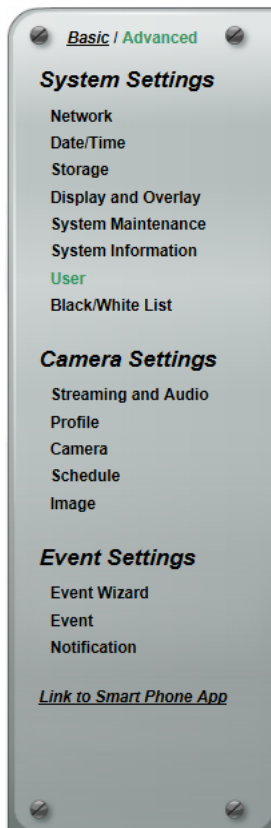 Basic / Advanced
System Settings
Network
Date/Time
Storage
Display and Overlay
System Maintenance
System Information
User
Black/White List
Camera Settings
Streaming and Audio
Profile
Camera
Schedule
Image
Event Settings
Event Wizard
Event
Notification
Link to Smart Phone App